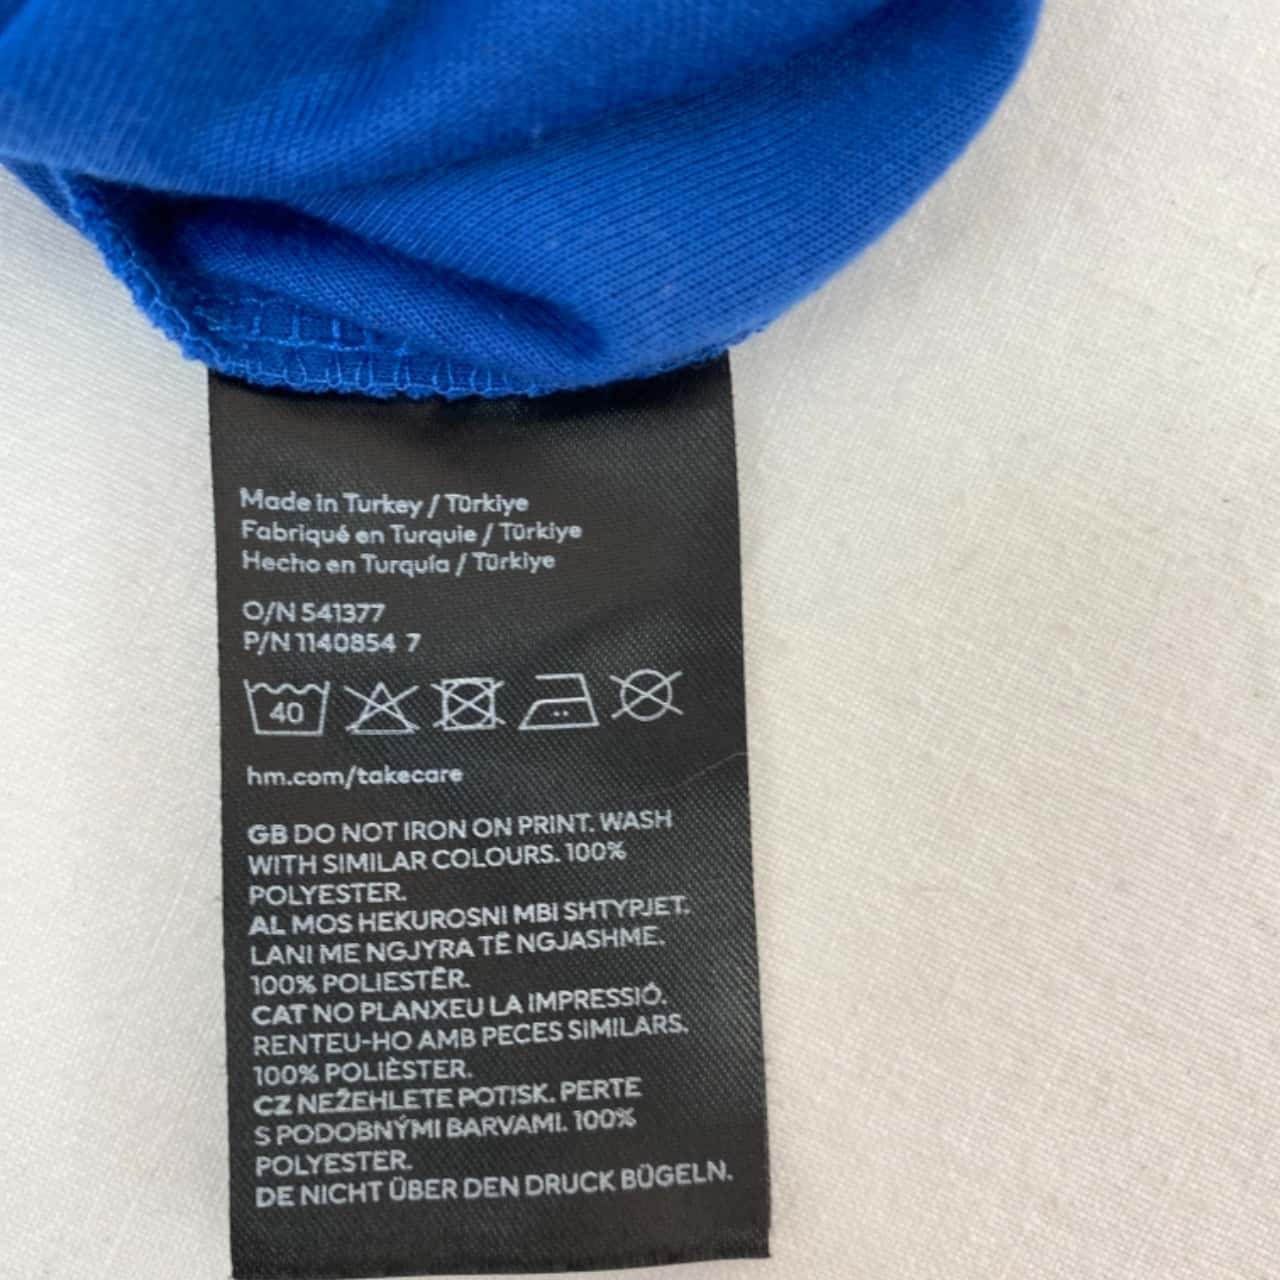 Made in Turkey / Türkiye
Fabriqué en Turquie / Türkiye
Hecho en Turquía / Türkiye
O/N 541377
P/N 1140854 7
40
hm.com/takecare
GB DO NOT IRON ON PRINT. WASH
WITH SIMILAR COLOURS. 100%
POLYESTER.
AL MOS HEKUROSNI MBI SHTYPJET.
LANI ME NGJYRA TË NGJASHME.
100% POLIESTËR.
CAT NO PLANXEU LA IMPRESSIÓ.
RENTEU-HO AMB PECES SIMILARS.
100% POLIÈSTER.
CZ NEŽEHLETE POTISK. PERTE
S PODOBNÝMI BARVAMI. 100%
POLYESTER.
DE NICHT ÜBER DEN DRUCK BÜGELN.